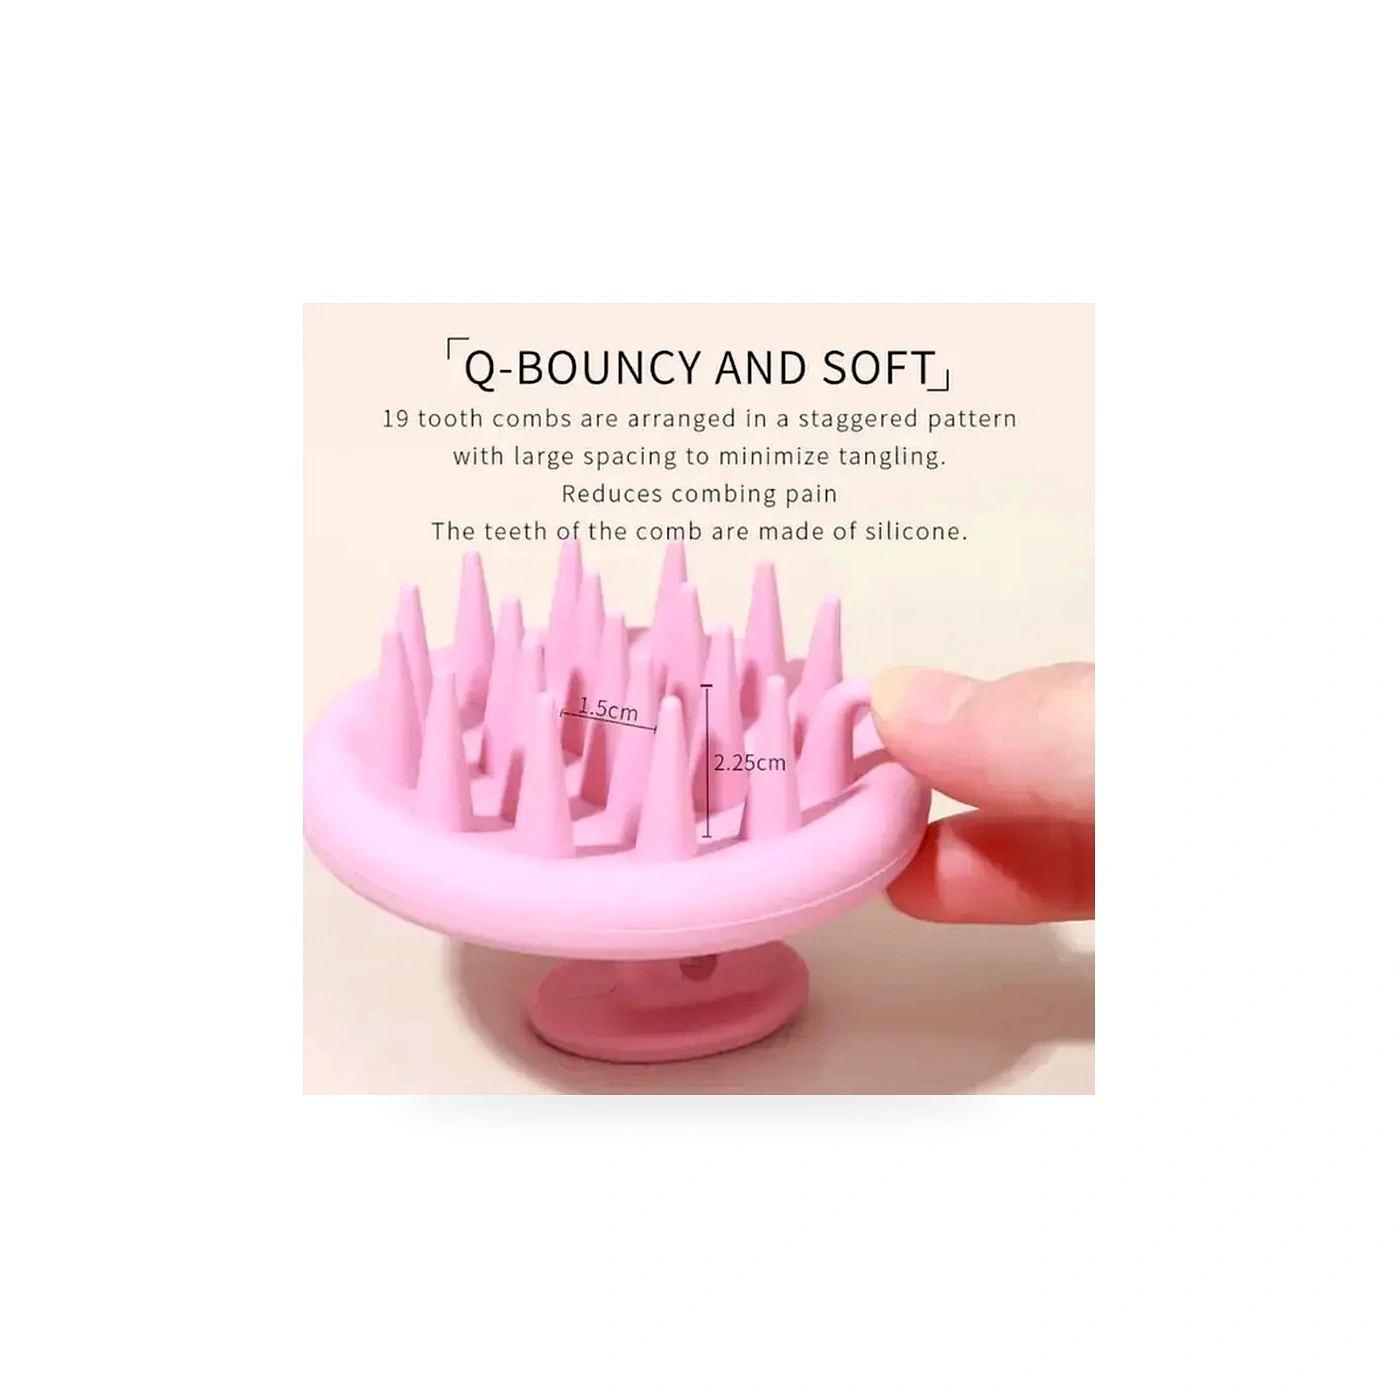 「Q-BOUNCY AND SOFT」
19 tooth combs are arranged in a staggered pattern
with large spacing to minimize tangling.
Reduces combing pain
The teeth of the comb are made of silicone.
1.5cm
2.25cm